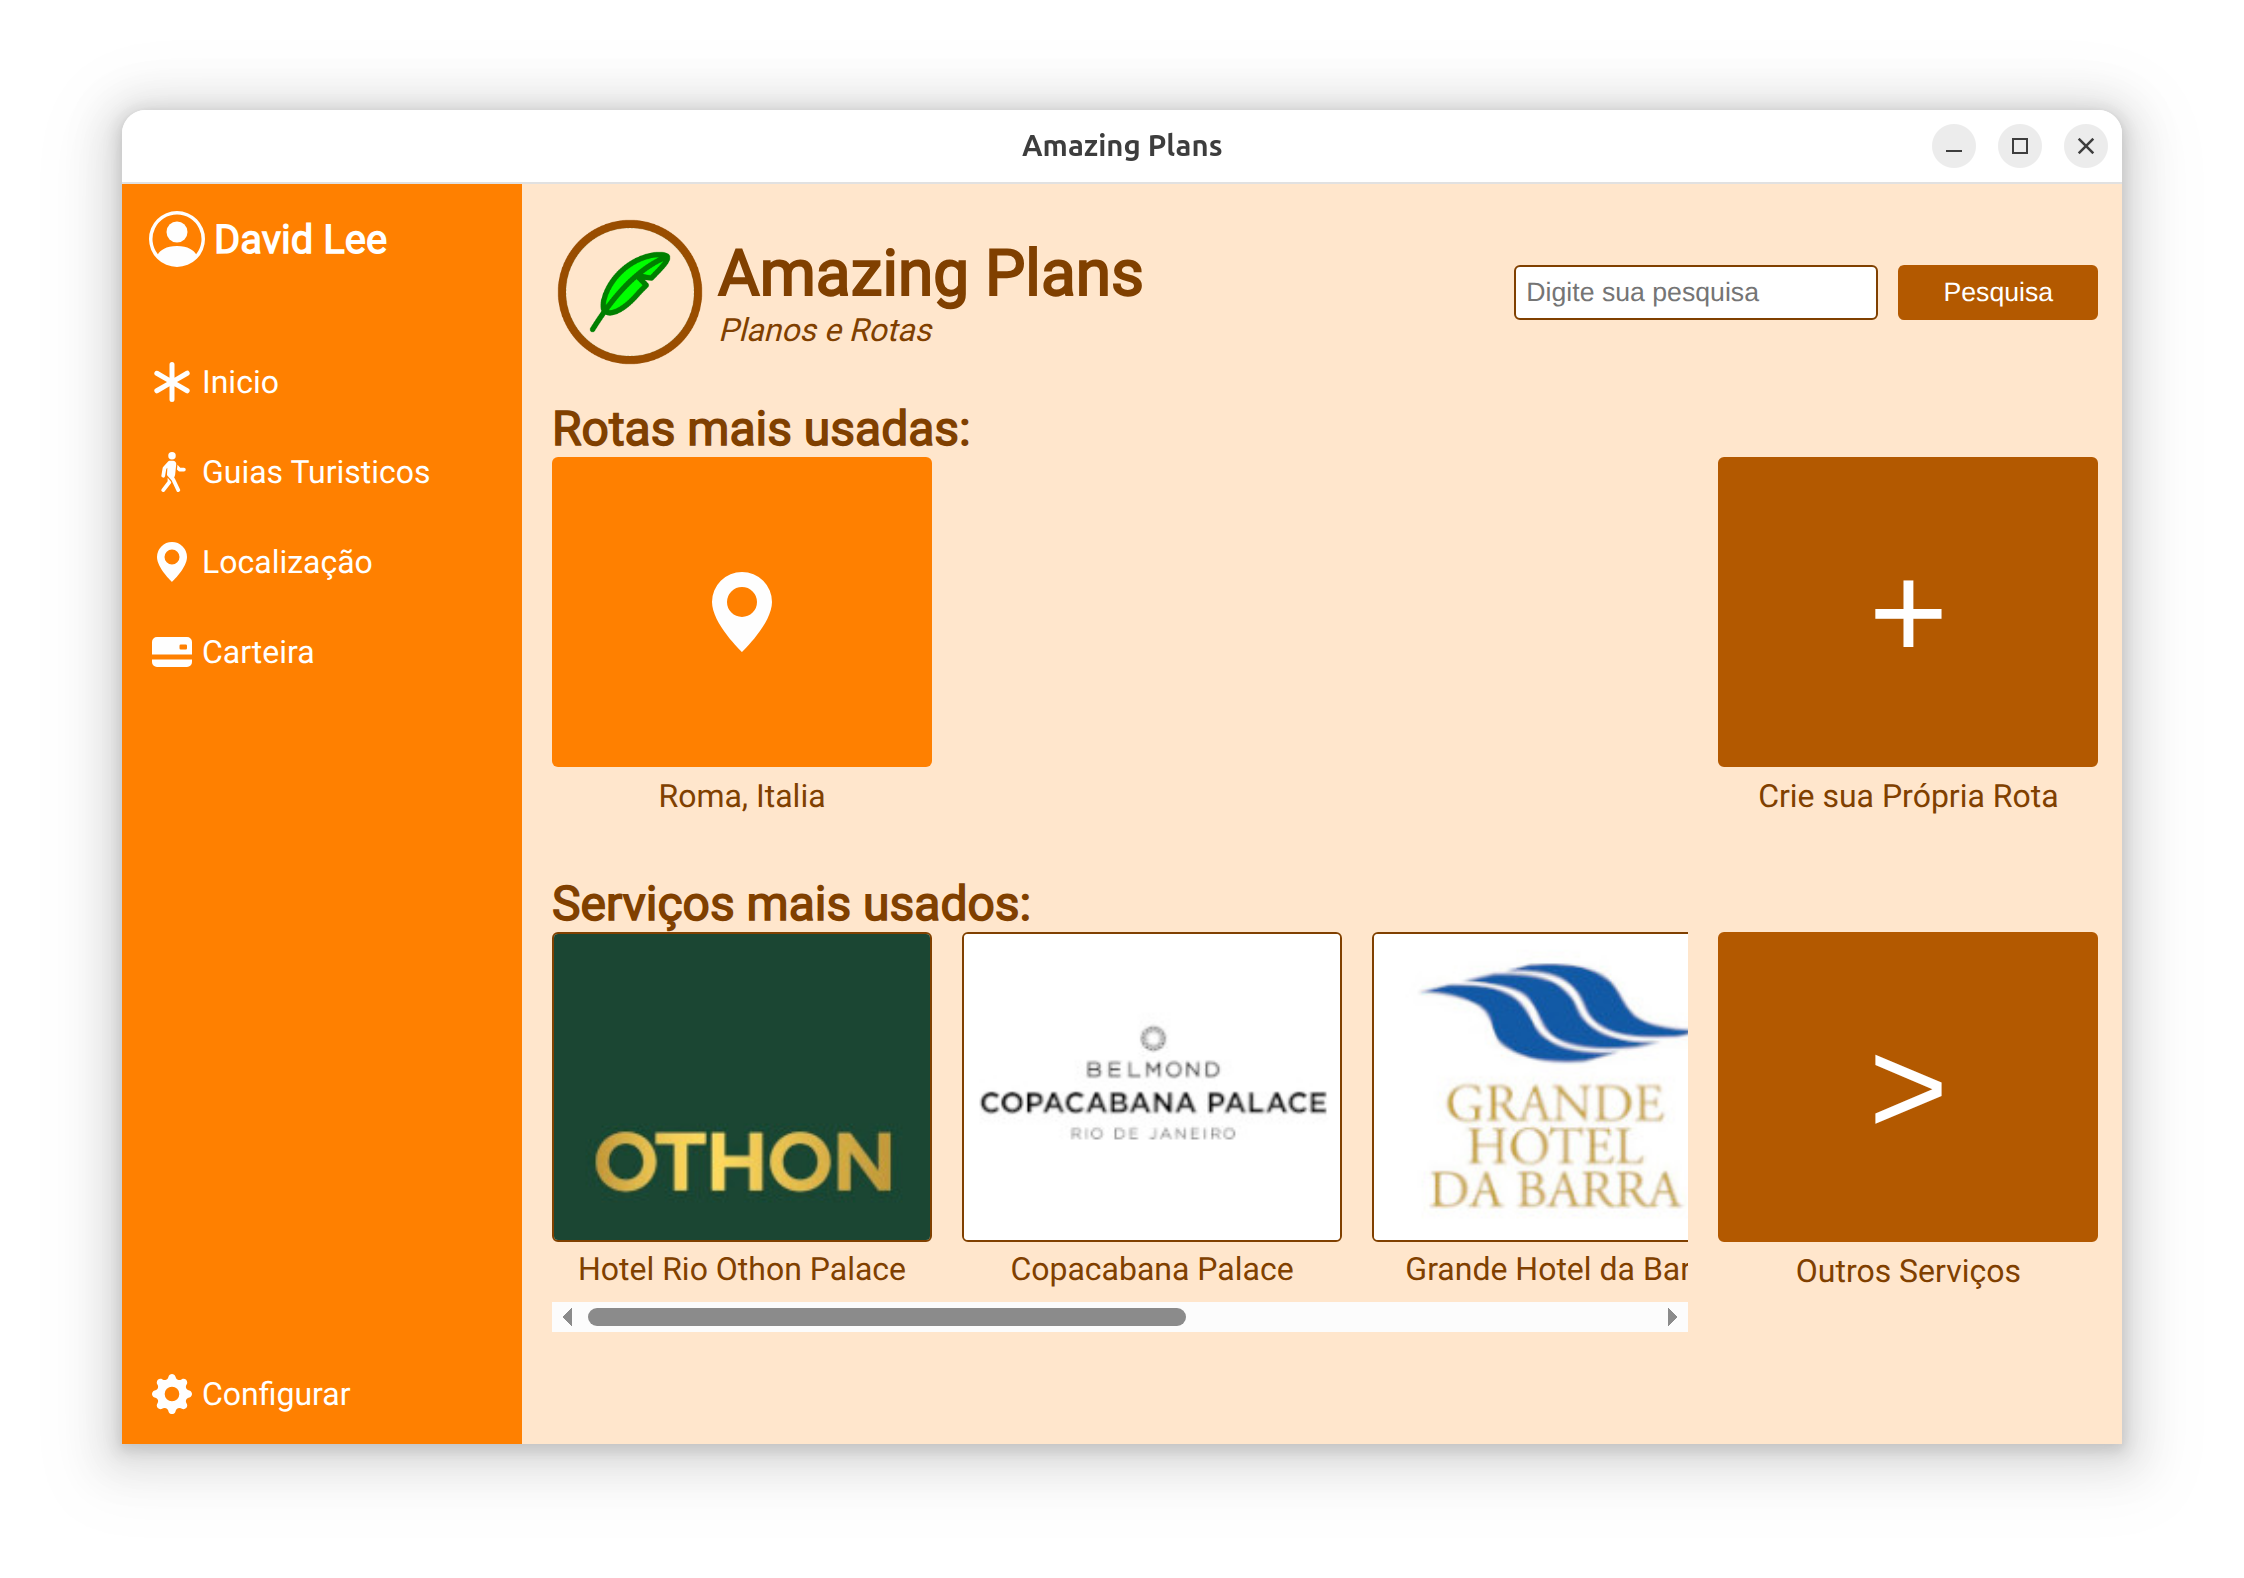 Amazing Plans
David Lee
Inicio
Guias Turisticos
Localização
Carteira
Configurar
Amazing Plans
Planos e Rotas
Digite sua pesquisa
Pesquisa
Rotas mais usadas:
Roma, Italia
+
Crie sua Própria Rota
Serviços mais usados:
OTHON
Hotel Rio Othon Palace
BELMOND
COPACABANA PALACE
RIO DE JANEIRO
Copacabana Palace
GRANDE
HOTEL
DA BARRA
Grande Hotel da Bar
>
Outros Serviços